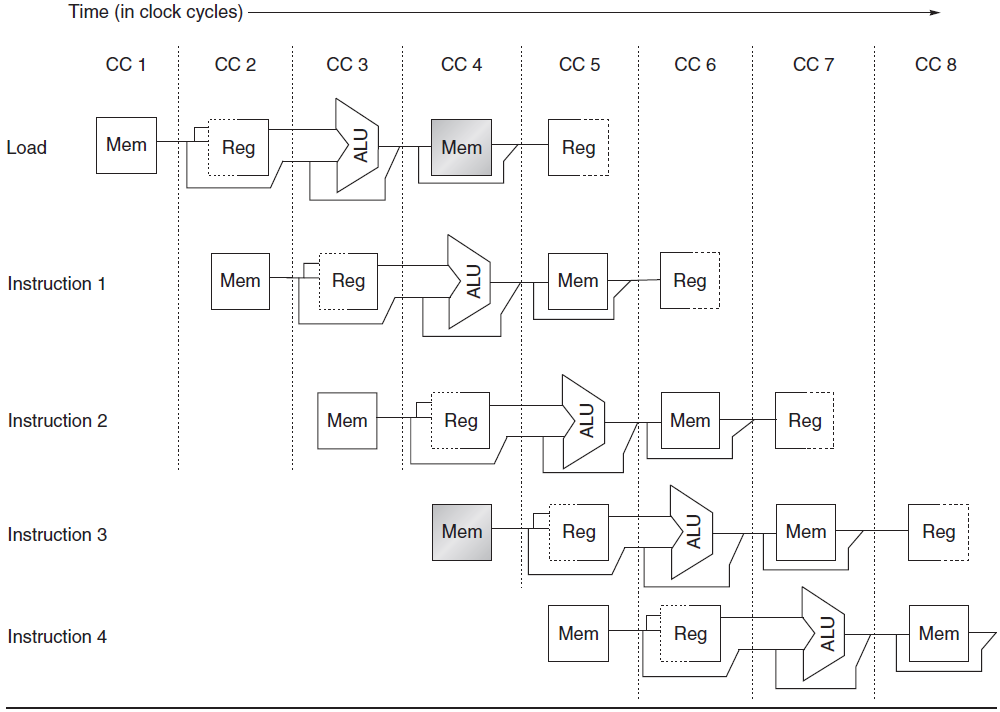 Time (in clock cycles)
CC 1 CC 2 CC 3 CC 4 CC 5 CC 6 CC 7 CC 8
Load Mem Reg ALU Mem Reg
Instruction 1 Mem Reg ALU Mem Reg
Instruction 2 Mem Reg ALU Mem Reg
Instruction 3 Mem Reg ALU Mem Reg
Instruction 4 Mem Reg ALU Mem